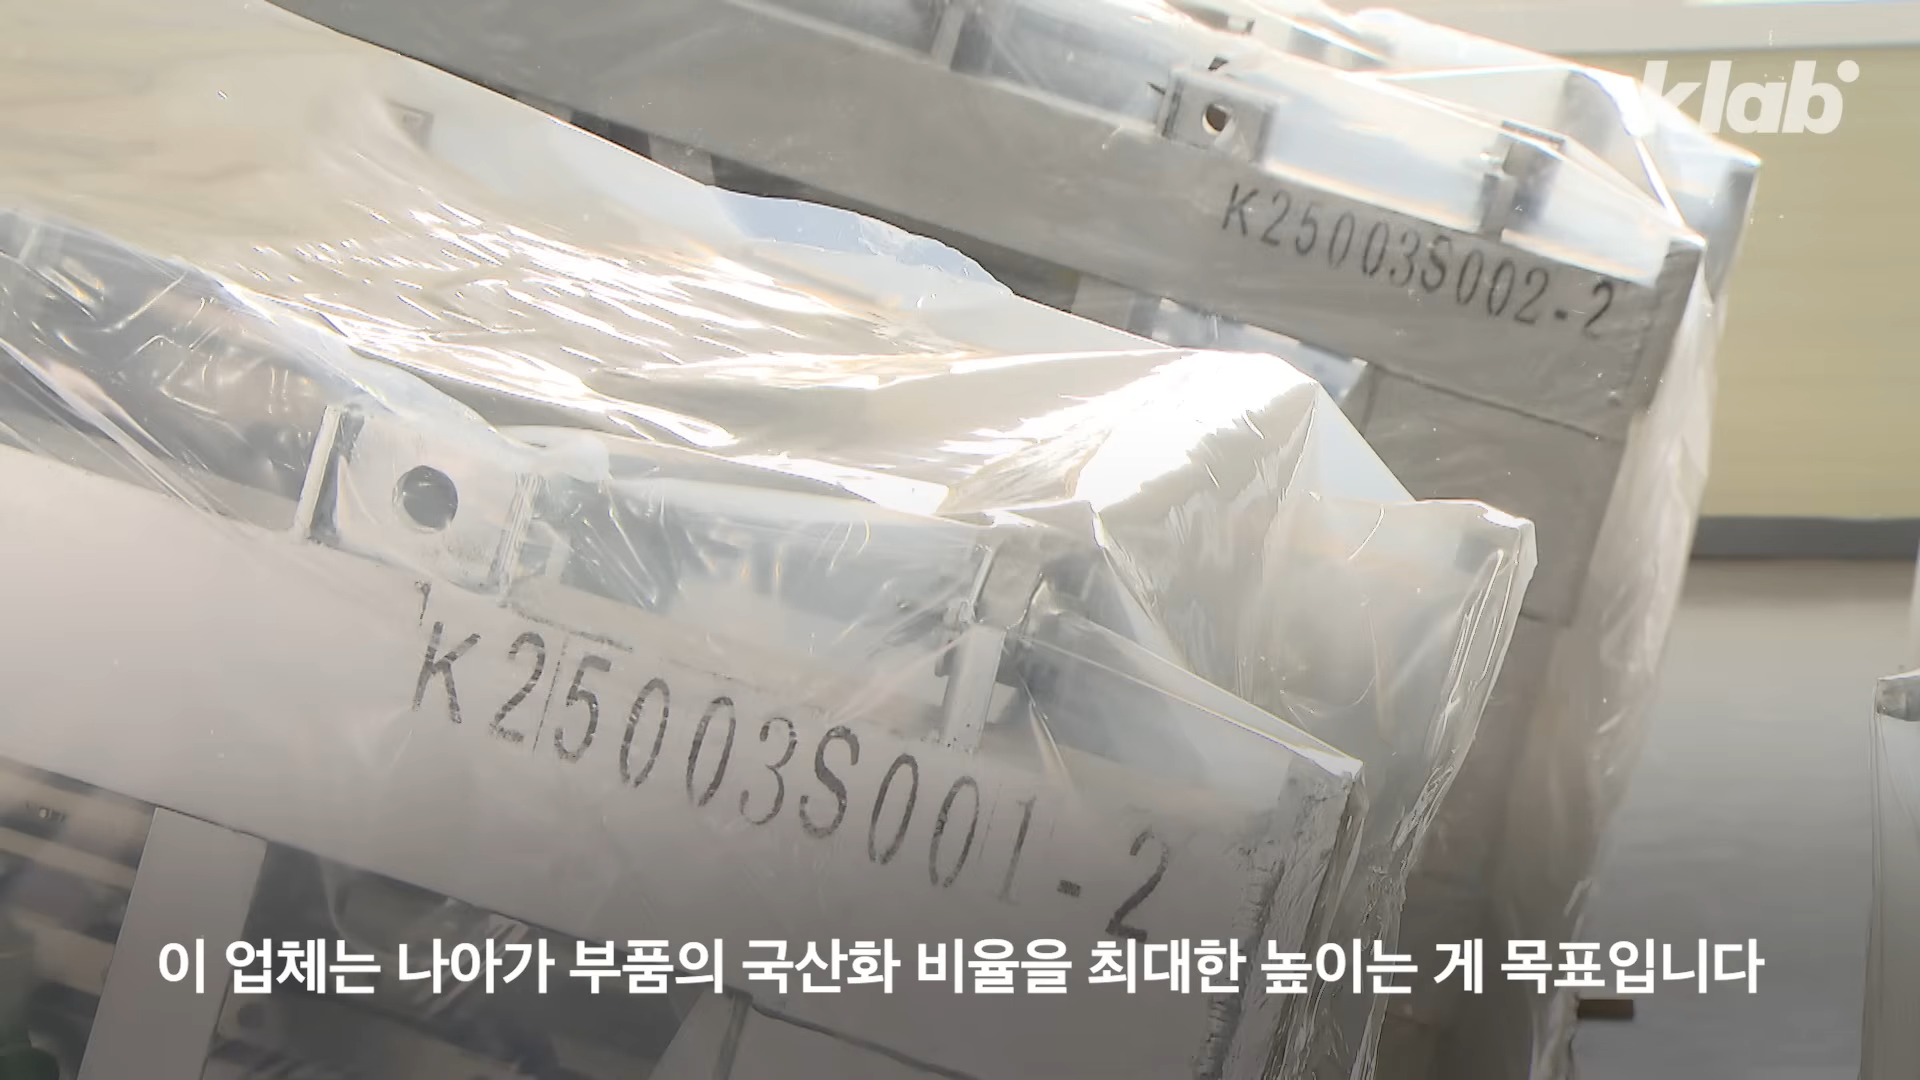 klab
K25003S002-2
K25003S001-2
이 업체는 나아가 부품의 국산화 비율을 최대한 높이는 게 목표입니다